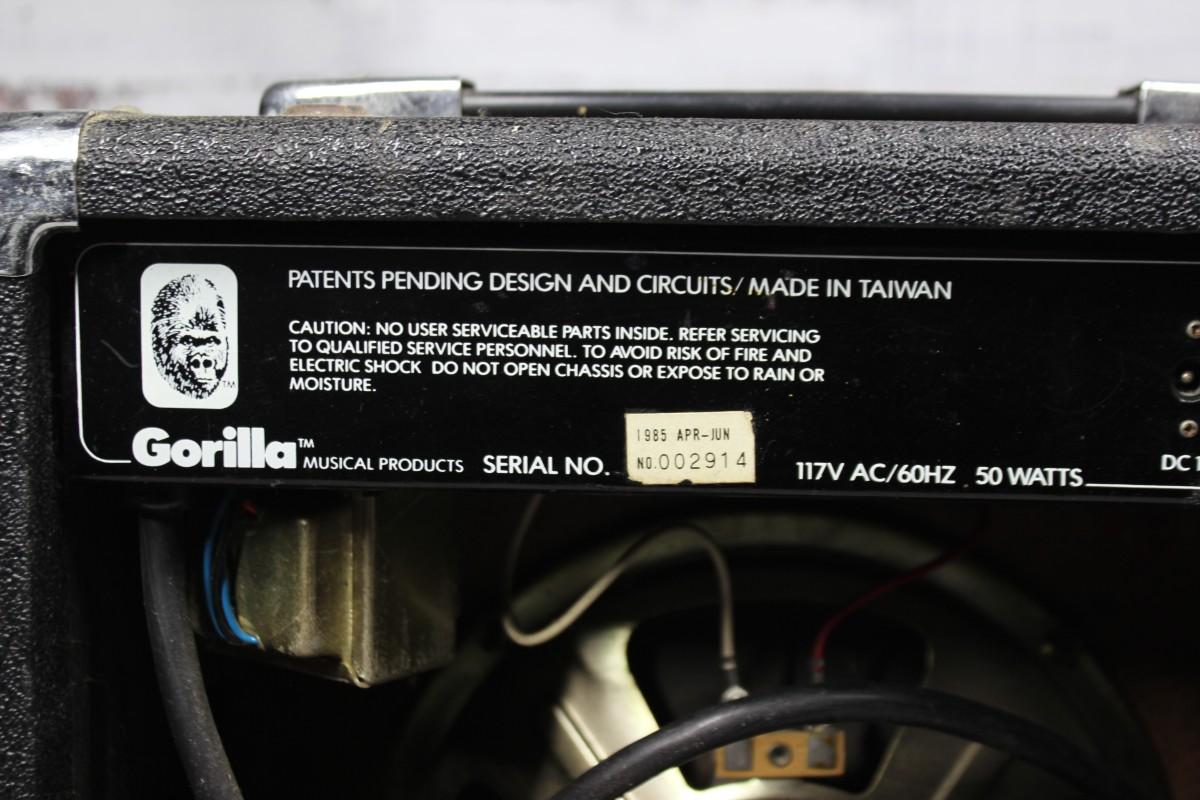 PATENTS PENDING DESIGN AND CIRCUITS/ MADE IN TAIWAN
CAUTION: NO USER SERVICEABLE PARTS INSIDE. REFER SERVICING
TO QUALIFIED SERVICE PERSONNEL. TO AVOID RISK OF FIRE AND
ELECTRIC SHOCK DO NOT OPEN CHASSIS OR EXPOSE TO RAIN OR
MOISTURE.
TM
Gorilla™ MUSICAL PRODUCTS SERIAL NO.
1985 APR-JUN
NO.002914
117V AC/60HZ 50 WATTS
DC 1